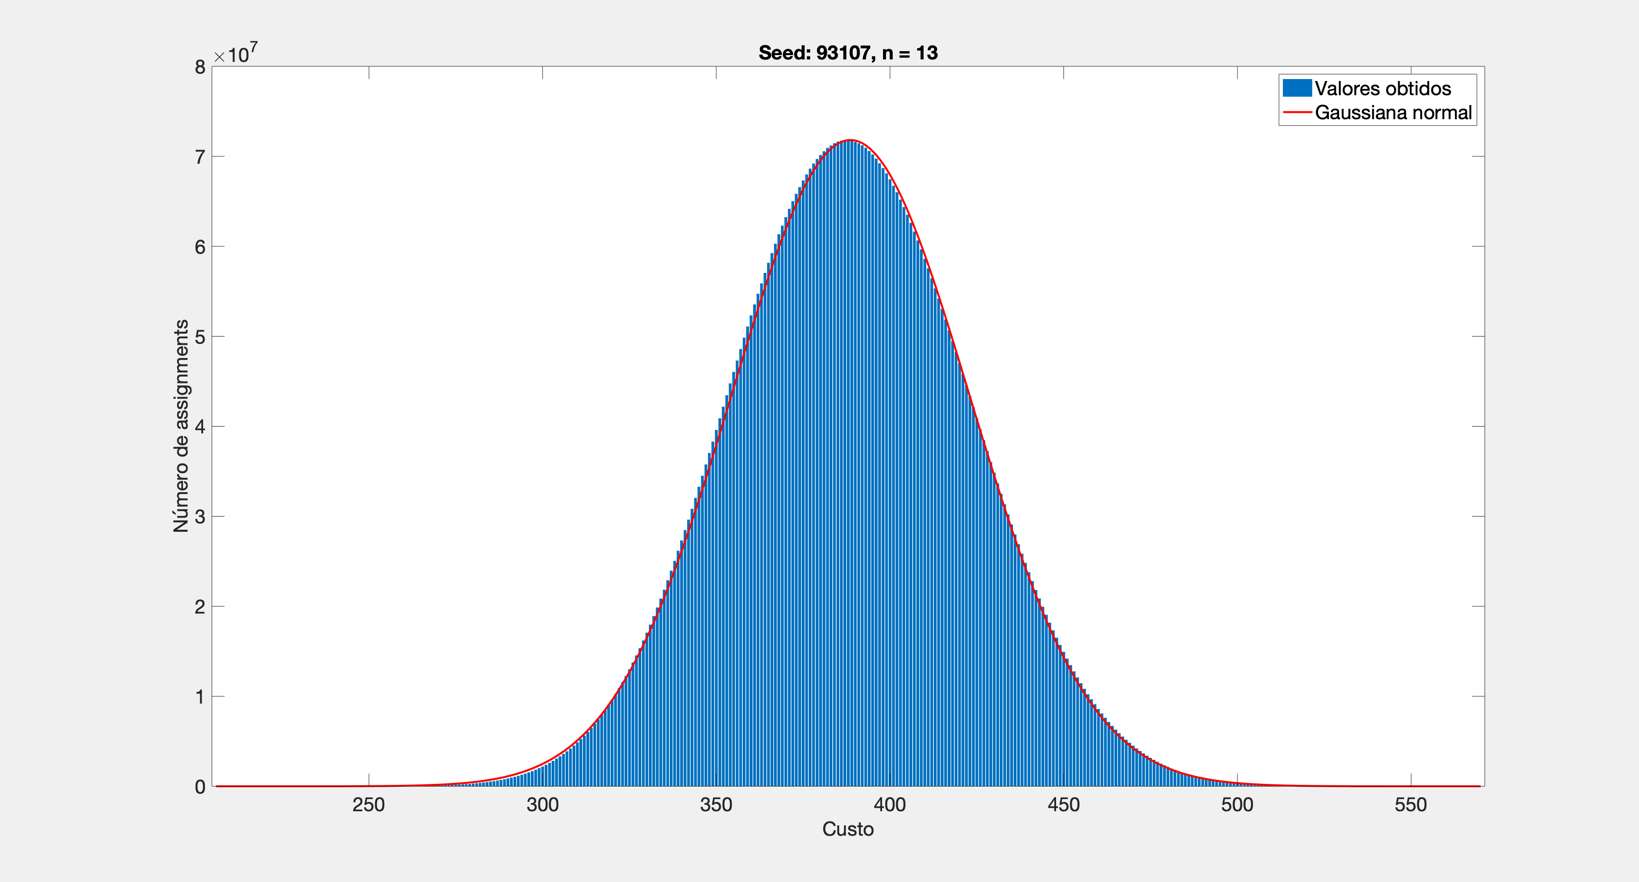 Seed: 93107, n = 13
×10^7
8
7
6
5
4
3
2
1
0
Número de assignments
250 300 350 400 450 500 550
Custo
Valores obtidos
Gaussiana normal